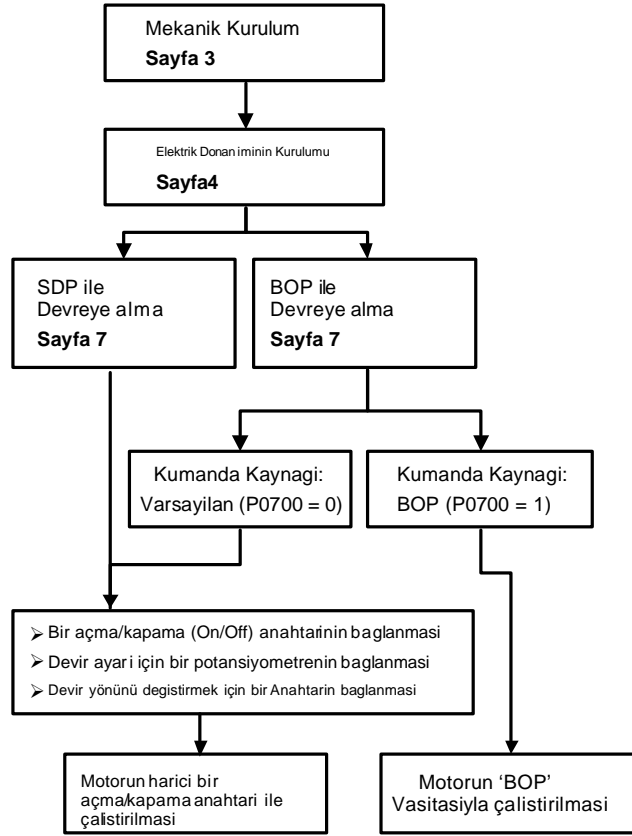 Mekanik Kurulum
Sayfa 3
Elektrik Donaniminin Kurulumu
Sayfa4
SDP ile
Devreye alma
Sayfa 7
BOP ile
Devreye alma
Sayfa 7
Kumanda Kaynagi:
Varsayilan (P0700 = 0)
Kumanda Kaynagi:
BOP (P0700 = 1)
➢ Bir açma/kapama (On/Off) anahtarinin baglanmasi
➢ Devir ayari için bir potansiyometrenin baglanmasi
➢ Devir yönünü degistirmek için bir Anahtarin baglanmasi
Motorun harici bir
açma/kapama anahtari ile
çalistirilmasi
Motorun ‘BOP’
Vasitasiyla çalistirilmasi